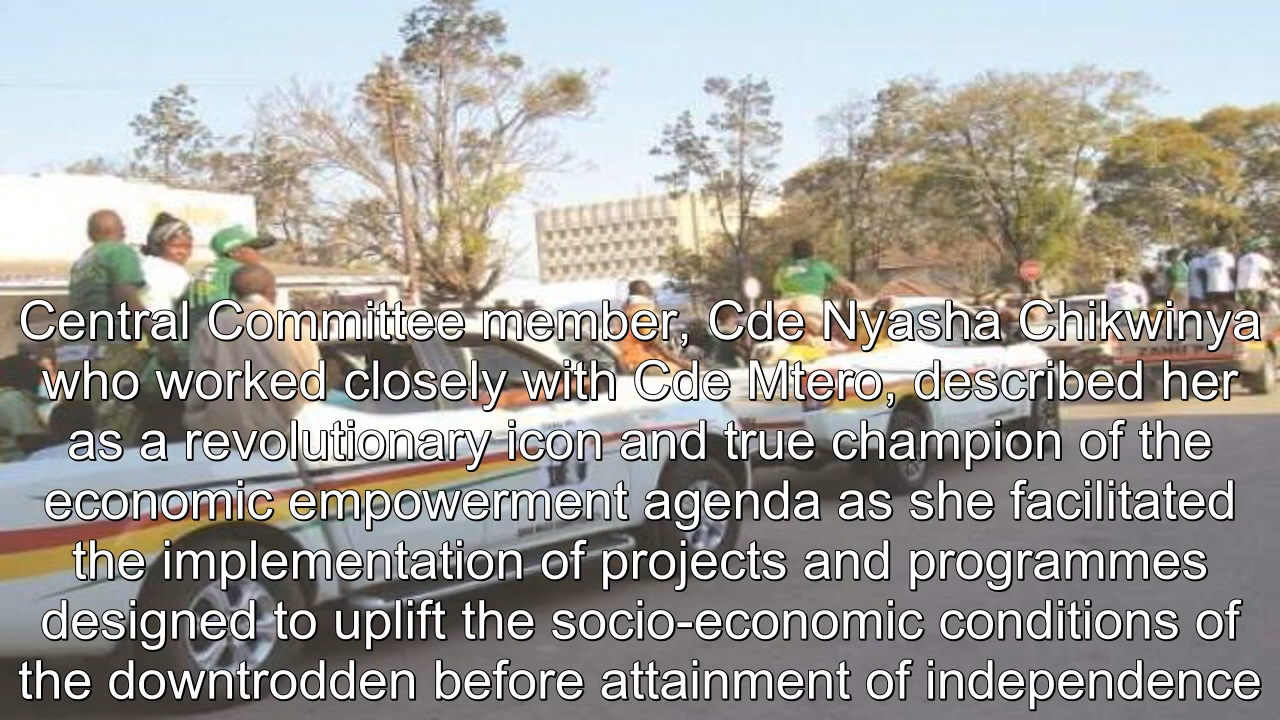 Central Committee member, Cde Nyasha Chikwinya
who worked closely with Cde Mtero, described her
as a revolutionary icon and true champion of the
economic empowerment agenda as she facilitated
the implementation of projects and programmes
designed to uplift the socio-economic conditions of
the downtrodden before attainment of independence